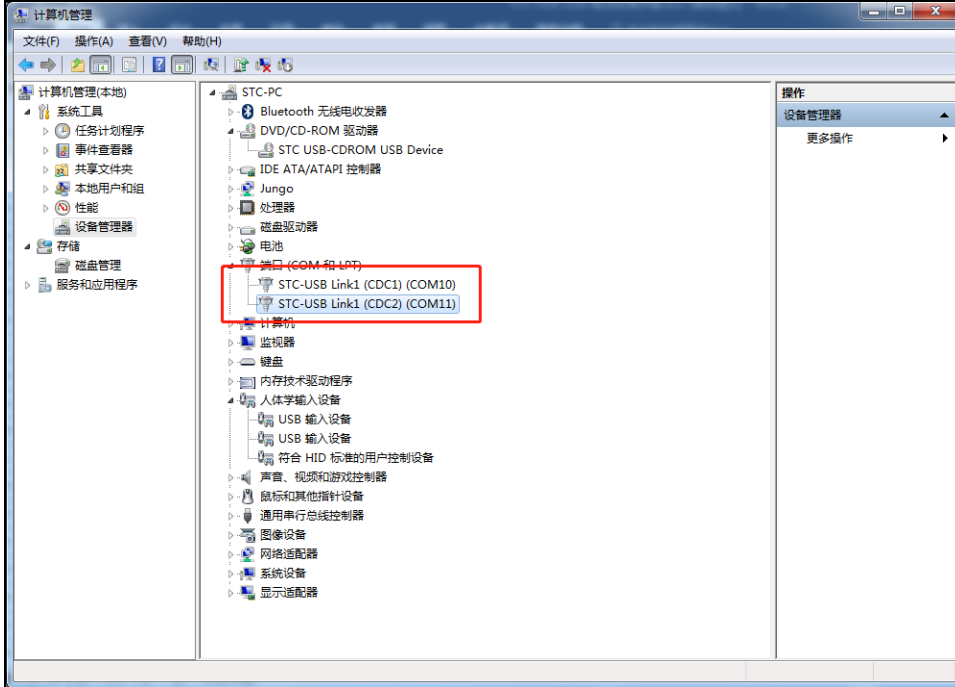 计算机管理
文件(F) 操作(A) 查看(V) 帮助(H)
计算机管理(本地)
系统工具
任务计划程序
事件查看器
共享文件夹
本地用户和组
性能
设备管理器
存储
磁盘管理
服务和应用程序
STC-PC
Bluetooth 无线电收发器
DVD/CD-ROM 驱动器
STC USB-CDROM USB Device
IDE ATA/ATAPI 控制器
Jungo
处理器
磁盘驱动器
电池
端口 (COM 和 LPT)
STC-USB Link1 (CDC1) (COM10)
STC-USB Link1 (CDC2) (COM11)
计算机
监视器
键盘
内存技术驱动程序
人体学输入设备
USB 输入设备
USB 输入设备
符合 HID 标准的用户控制设备
声音、视频和游戏控制器
鼠标和其他指针设备
通用串行总线控制器
图像设备
网络适配器
系统设备
显示适配器
操作
设备管理器
更多操作